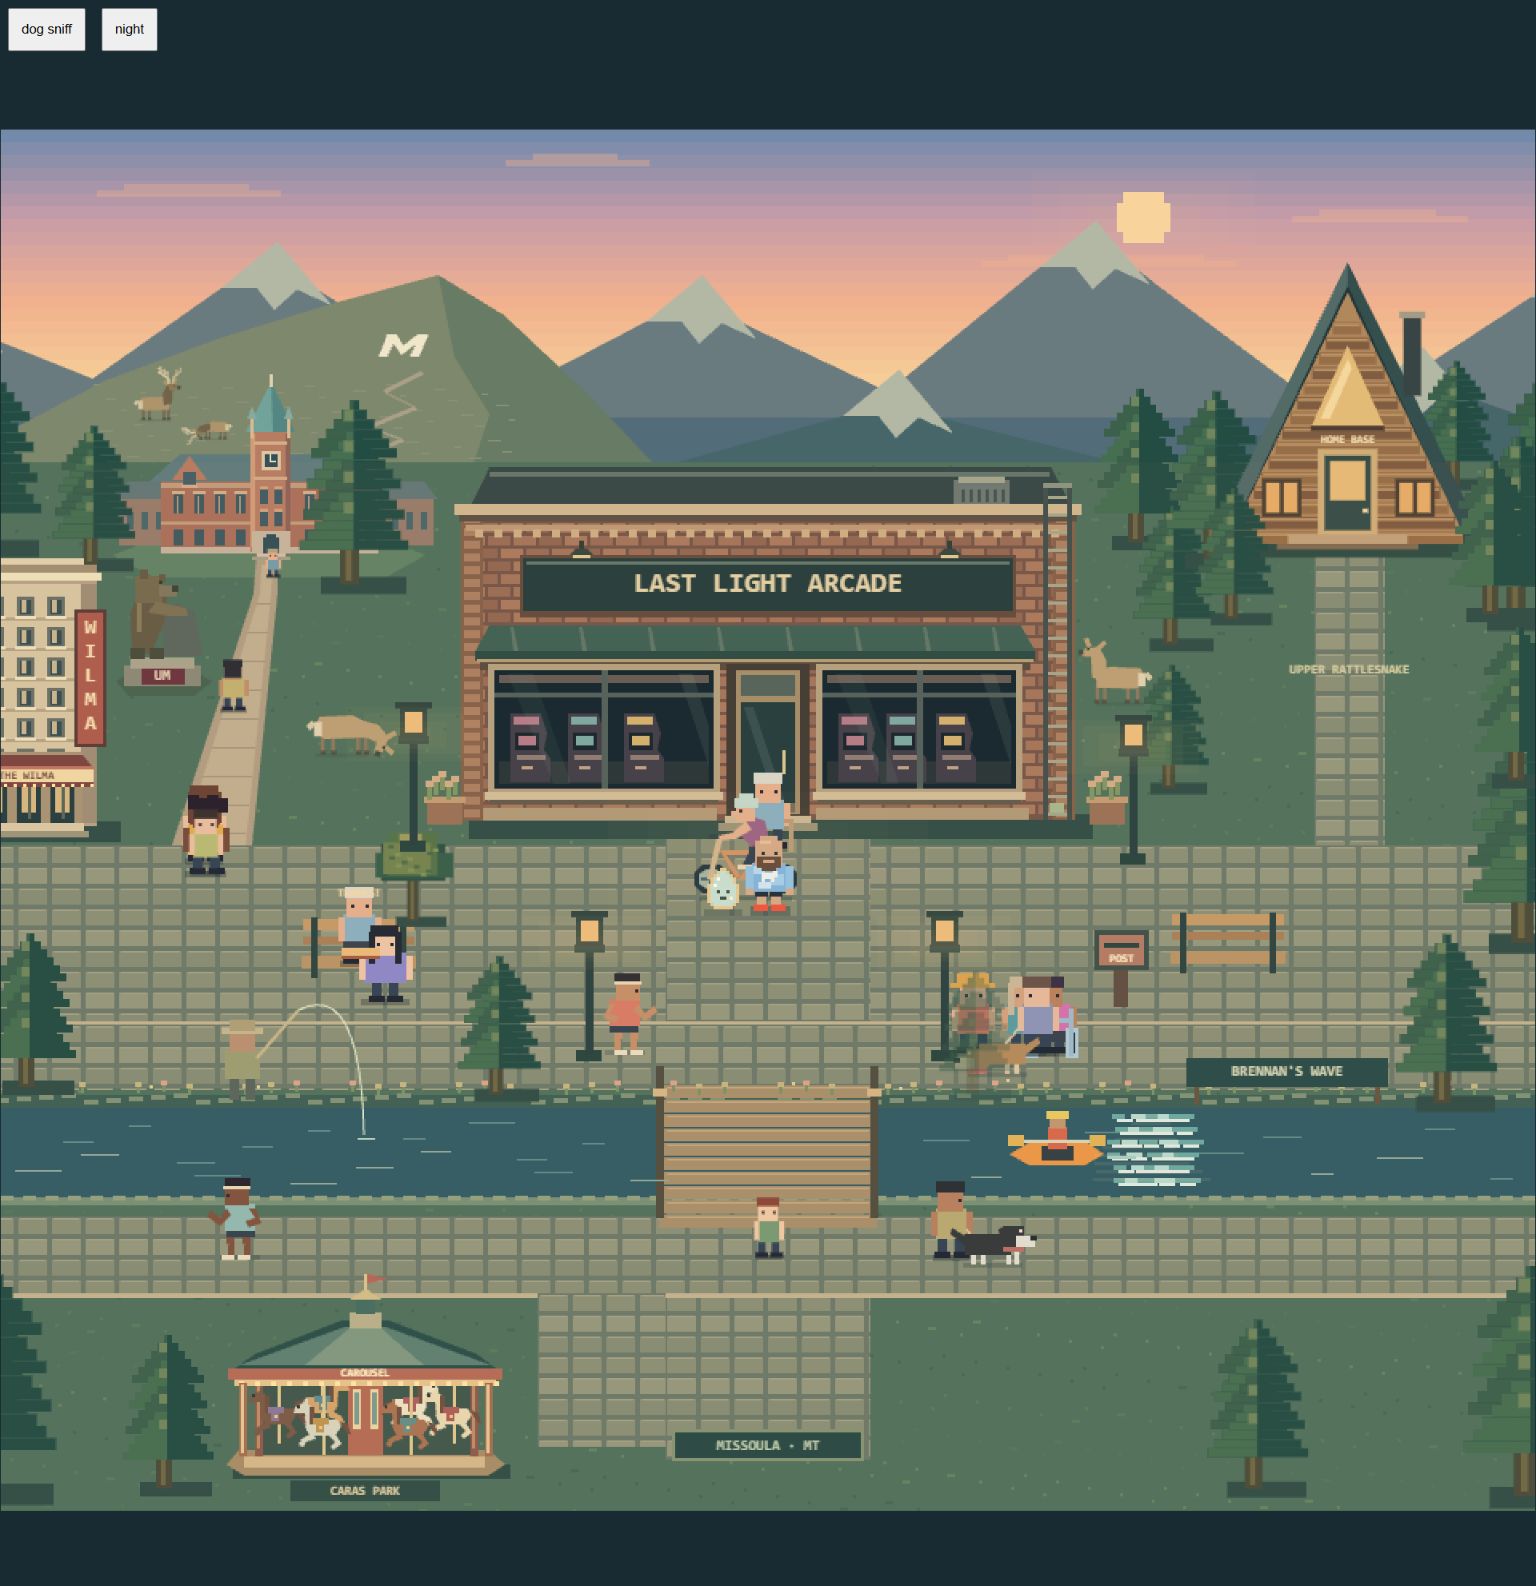 dog sniff
night
M
HOME BASE
LAST LIGHT ARCADE
WILMA
UM
UPPER RATTLESNAKE
THE WILMA
POST
BRENNAN'S WAVE
CAROUSEL
MISSOULA · MT
CARAS PARK